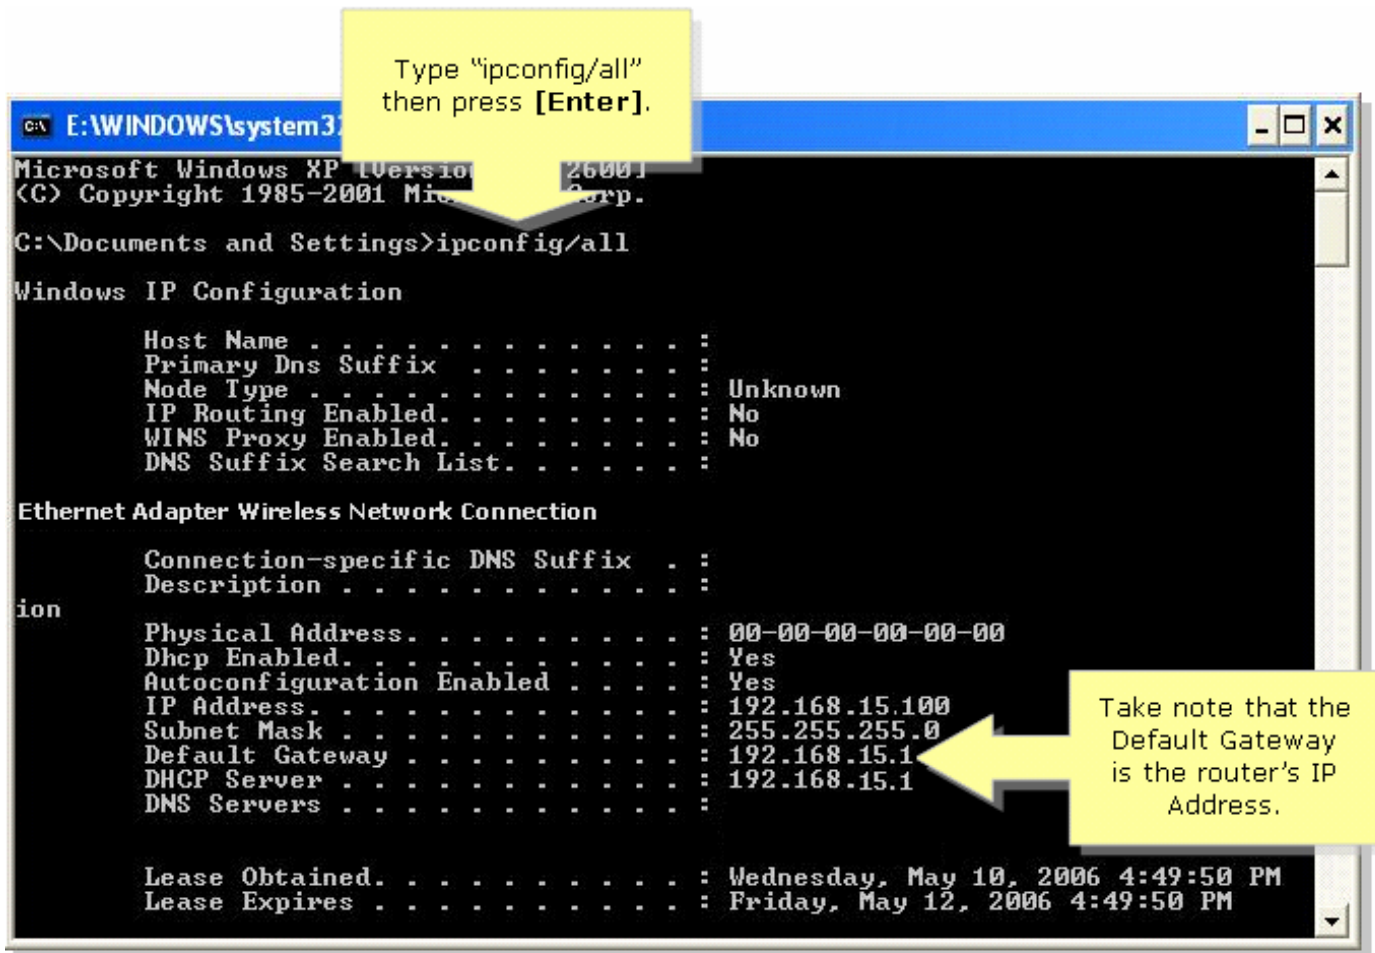 Type “ipconfig/all”
then press [Enter].
E:\WINDOWS\system3
Microsoft Windows XP 2600]
(C) Copyright 1985-2001
C:\Documents and Settings>ipconfig/all
Windows IP Configuration
Host Name . . . . . . . . . . . . :
Primary Dns Suffix . . . . . . . :
Node Type . . . . . . . . . . . . : Unknown
IP Routing Enabled. . . . . . . . : No
WINS Proxy Enabled. . . . . . . . : No
DNS Suffix Search List. . . . . . :
Ethernet Adapter Wireless Network Connection
Connection-specific DNS Suffix . :
Description . . . . . . . . . . . :
ion
Physical Address. . . . . . . . . : 00-00-00-00-00-00
Dhcp Enabled. . . . . . . . . . . : Yes
Autoconfiguration Enabled . . . . : Yes
IP Address. . . . . . . . . . . . : 192.168.15.100
Subnet Mask . . . . . . . . . . . : 255.255.255.0
Default Gateway . . . . . . . . . : 192.168.15.1
DHCP Server . . . . . . . . . . . : 192.168.15.1
DNS Servers . . . . . . . . . . . :
Take note that the
Default Gateway
is the router's IP
Address.
Lease Obtained. . . . . . . . . . : Wednesday, May 10, 2006 4:49:50 PM
Lease Expires . . . . . . . . . . : Friday, May 12, 2006 4:49:50 PM